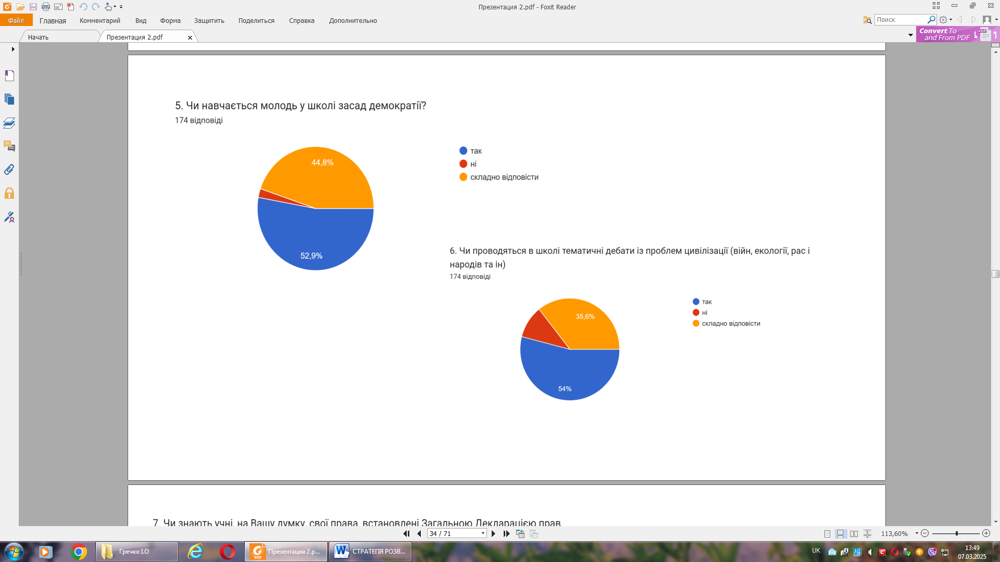 Презентация 2.pdf - Foxit Reader
Файл
Главная
Комментарий
Вид
Форма
Защитить
Поделиться
Справка
Дополнительно
Поиск
Начать
Презентация 2.pdf
Convert To
and From PDF
PDF
5. Чи навчається молодь у школі засад демократії?
174 відповіді
44,8%
52,9%
так
ні
складно відповісти
6. Чи проводяться в школі тематичні дебати із проблем цивілізації (війн, екології, рас і
народів та ін)
174 відповіді
35,6%
54%
так
ні
складно відповісти
7. Чи знають учні, на Вашу думку, свої права, встановлені Загальною Декларацією прав
34 / 71
113,60%
Гречко І.О
PDF
Презентация 2.p...
СТРАТЕГІЯ РОЗВ...
UK
13:49
07.03.2025